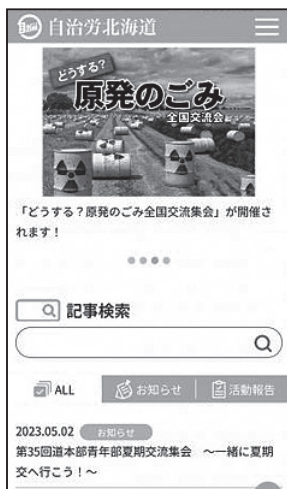 自治労北海道
どうする?
原発のごみ
全国交流会
「どうする？原発のごみ全国交流集会」が開催さ
れます！
記事検索
ALL
お知らせ
活動報告
2023.05.02 お知らせ
第35回道本部青年部夏期交流集会　～一緒に夏期
交へ行こう！～